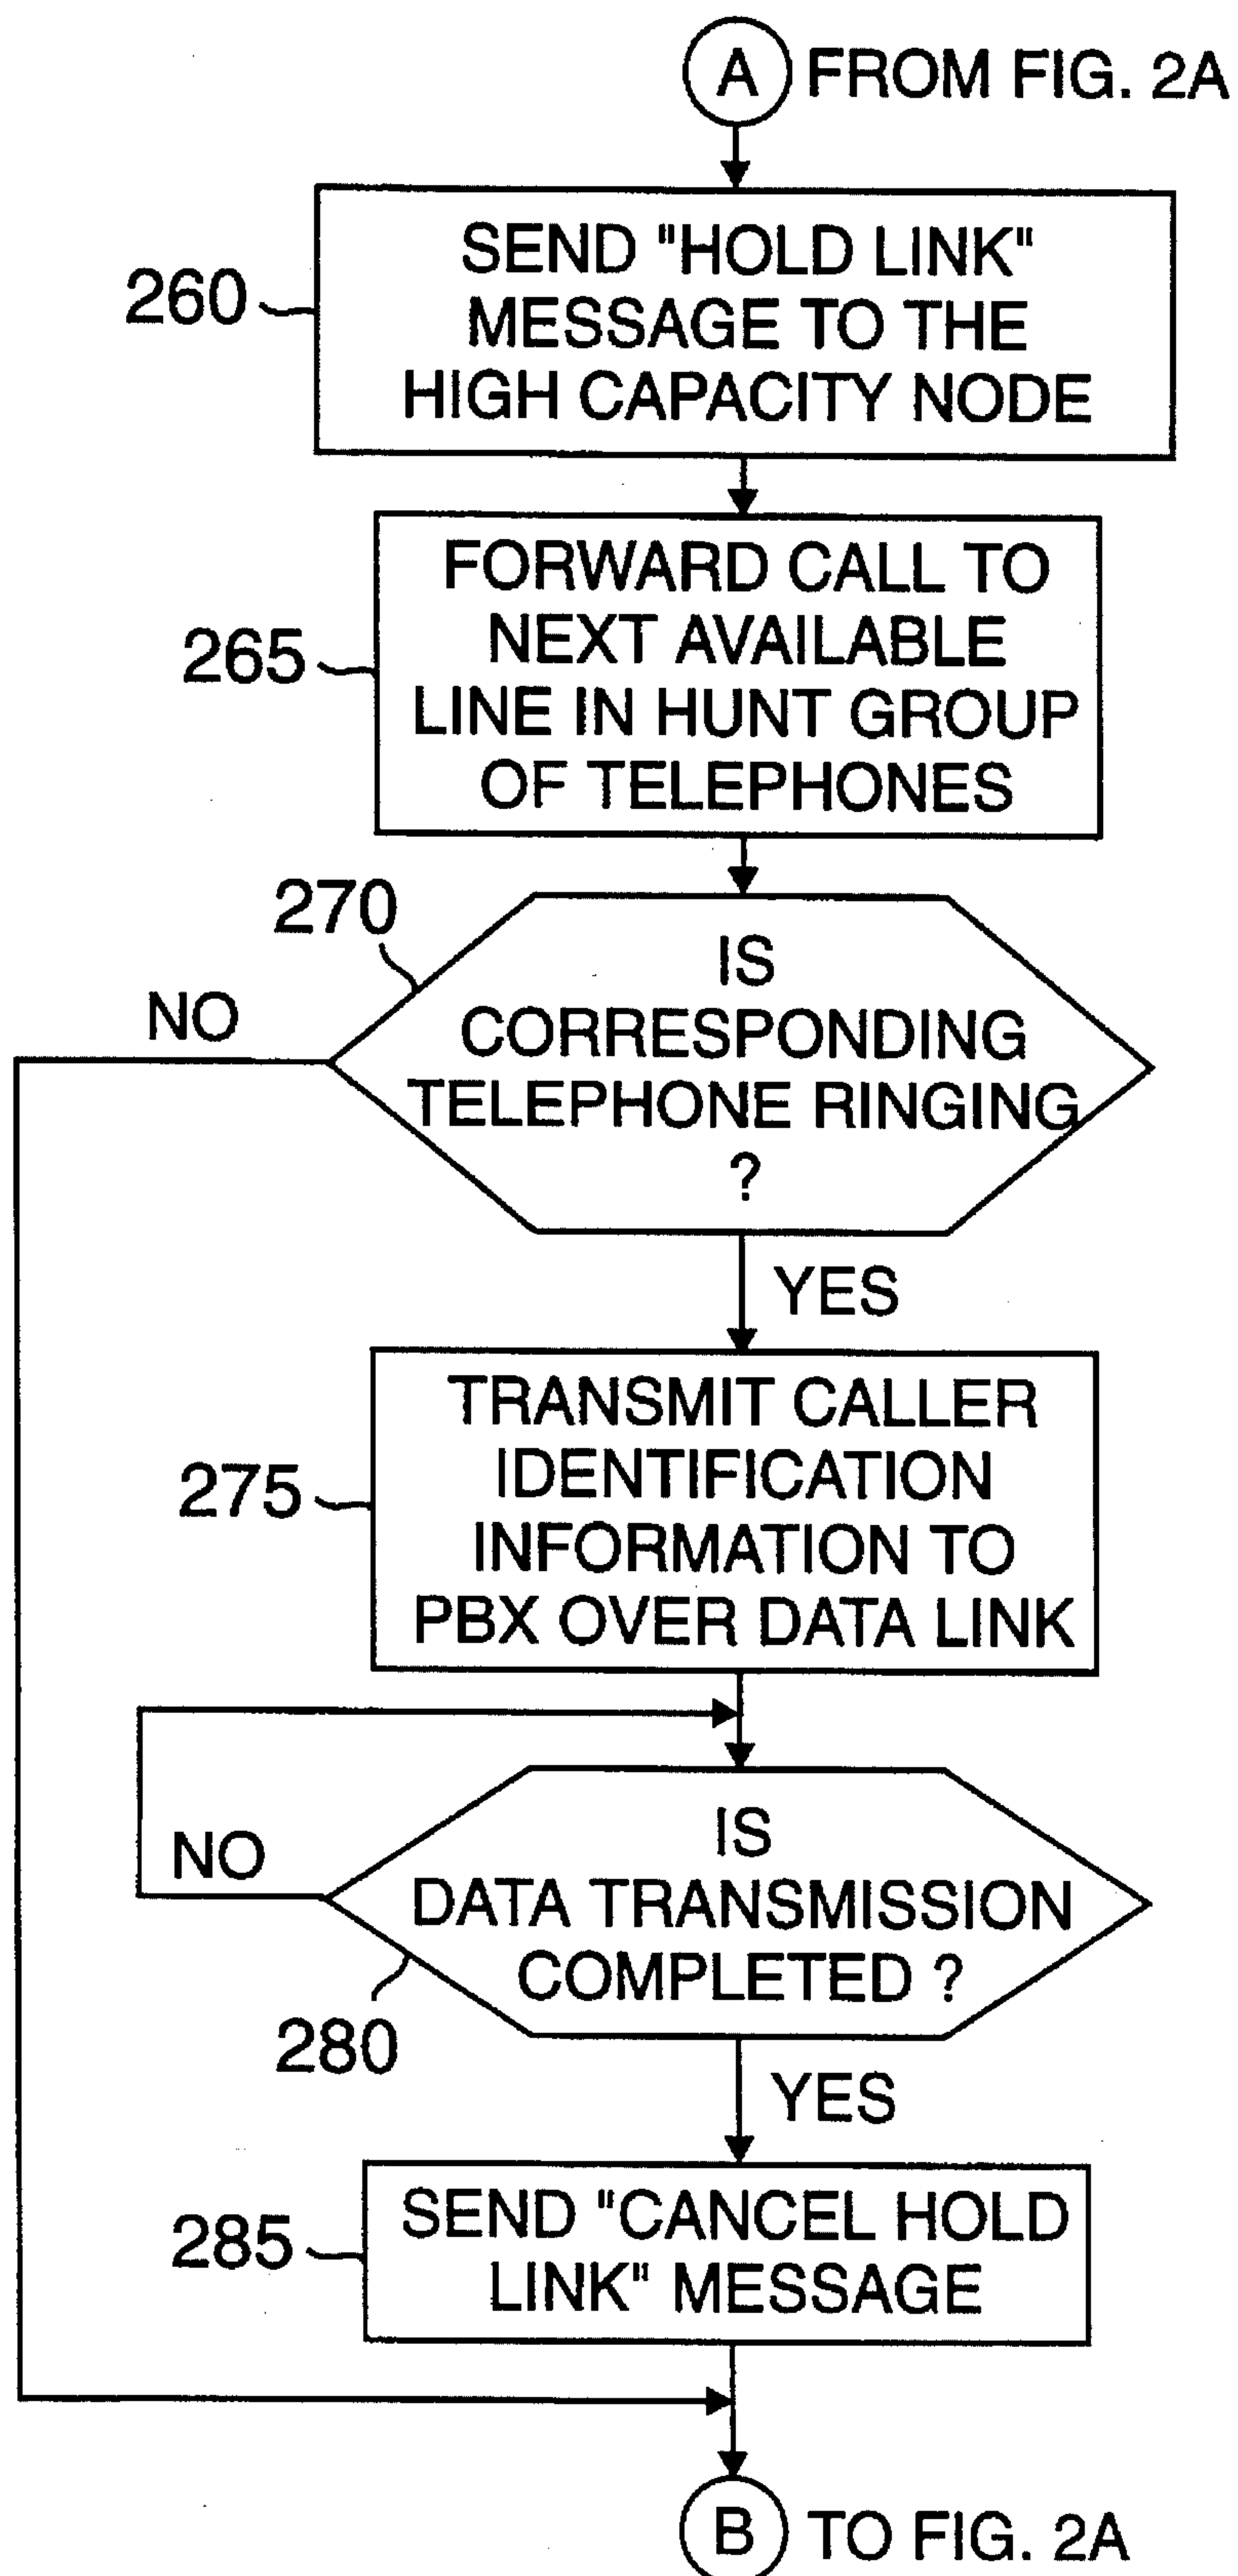 A FROM FIG. 2A
SEND "HOLD LINK"
MESSAGE TO THE
HIGH CAPACITY NODE
260
FORWARD CALL TO
NEXT AVAILABLE
LINE IN HUNT GROUP
OF TELEPHONES
265
270
IS
CORRESPONDING
TELEPHONE RINGING
?
NO
YES
TRANSMIT CALLER
IDENTIFICATION
INFORMATION TO
PBX OVER DATA LINK
275
IS
DATA TRANSMISSION
COMPLETED ?
NO
280
YES
SEND "CANCEL HOLD
LINK" MESSAGE
285
B TO FIG. 2A